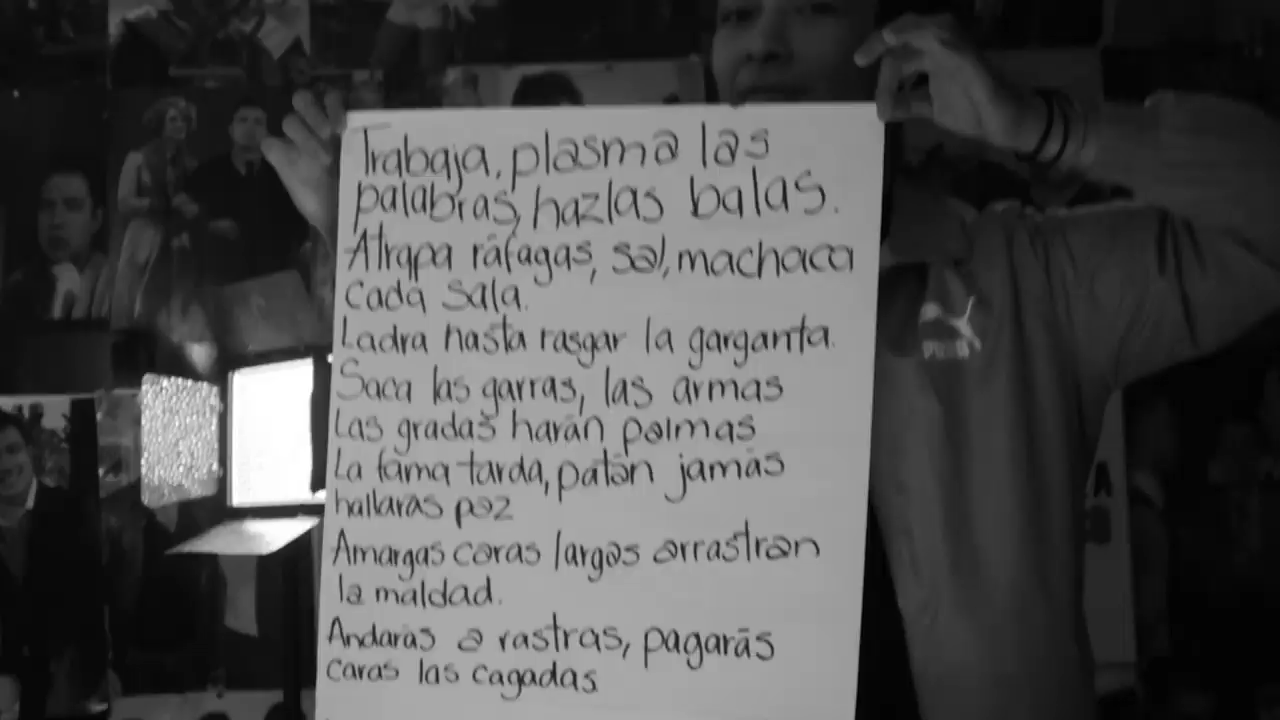 Trabaja, plasma las
palabras, hazlas balas.
Atrapa ráfagas, sal, machaca
cada sala.
Ladra hasta rasgar la garganta.
Saca las garras, las armas
Las gradas harán palmas
La fama tarda, patán jamás
hallarás paz
Amargas caras largas arrastran
la maldad.
Andarás a rastras, pagarás
caras las cagadas
PUMA